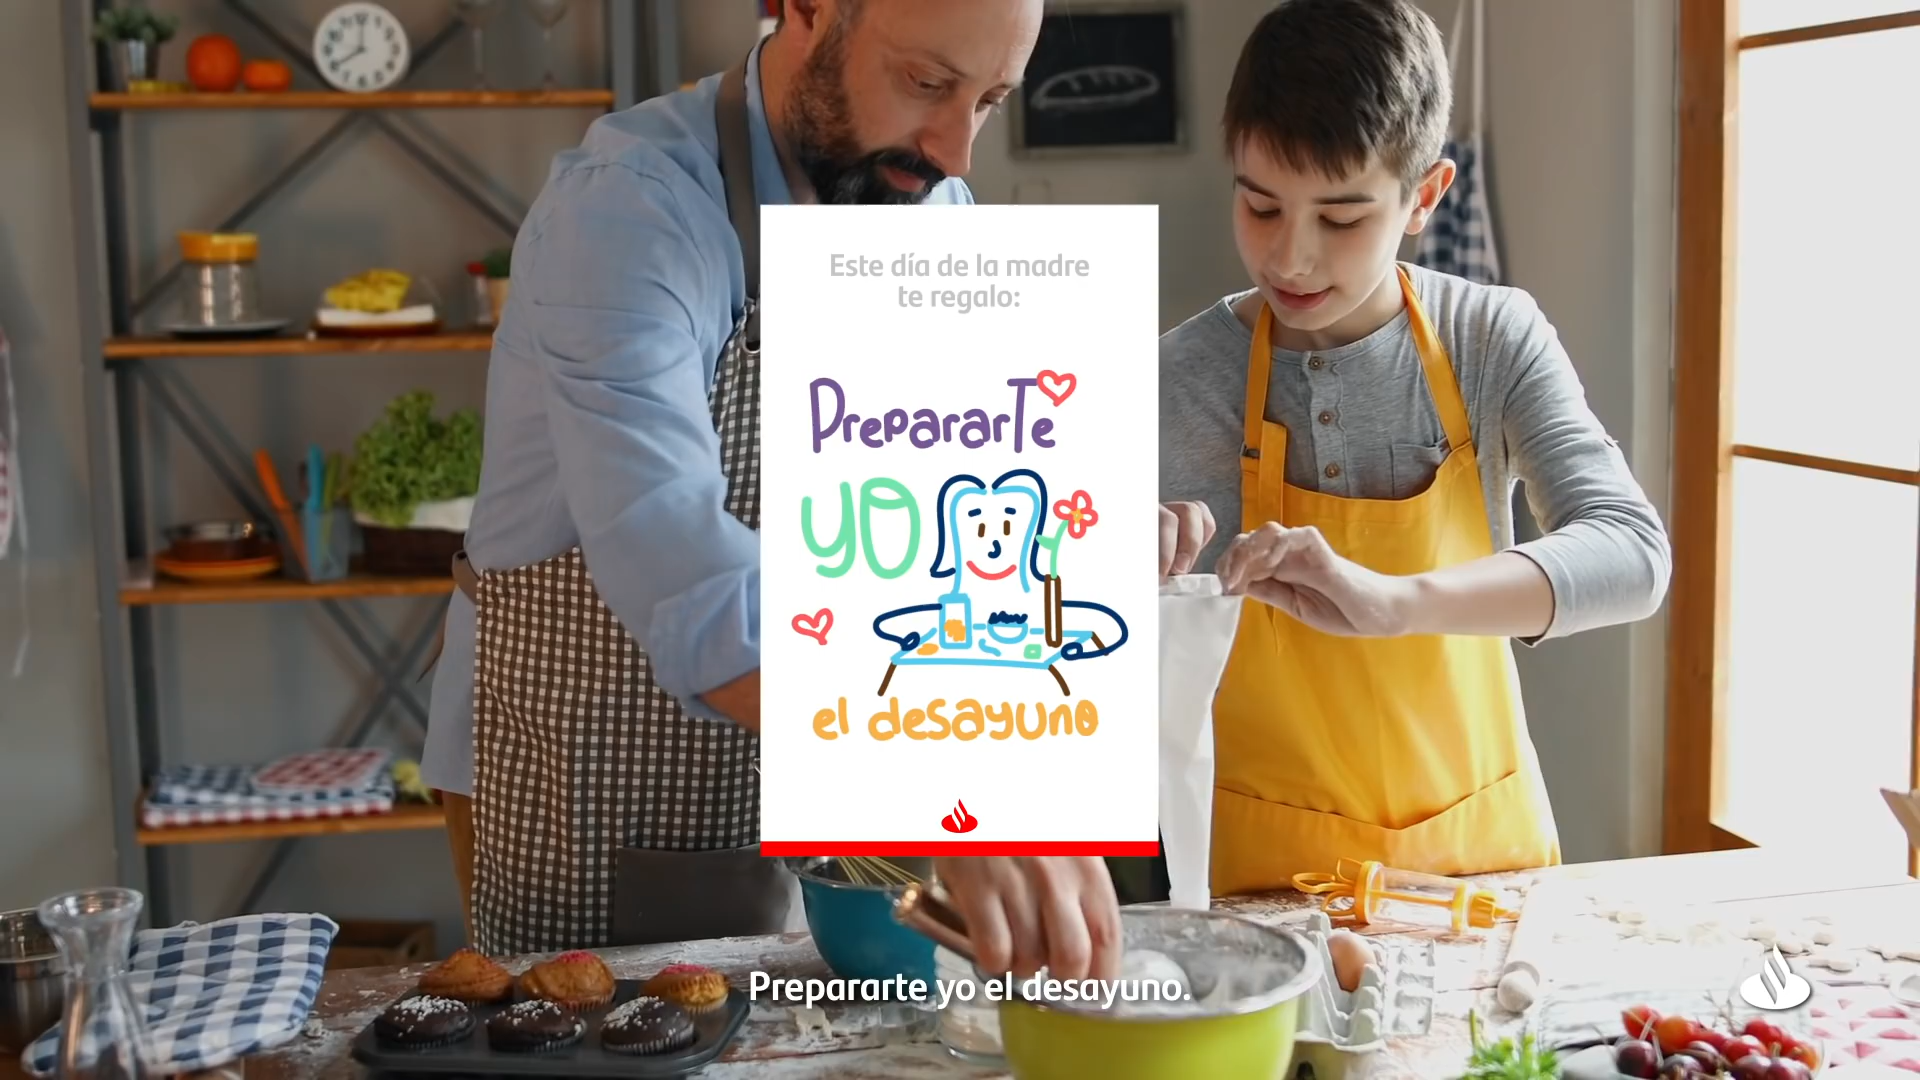 Este día de la madre
te regalo:
PrepararTe
yo
el desayuno
Prepararte yo el desayuno.